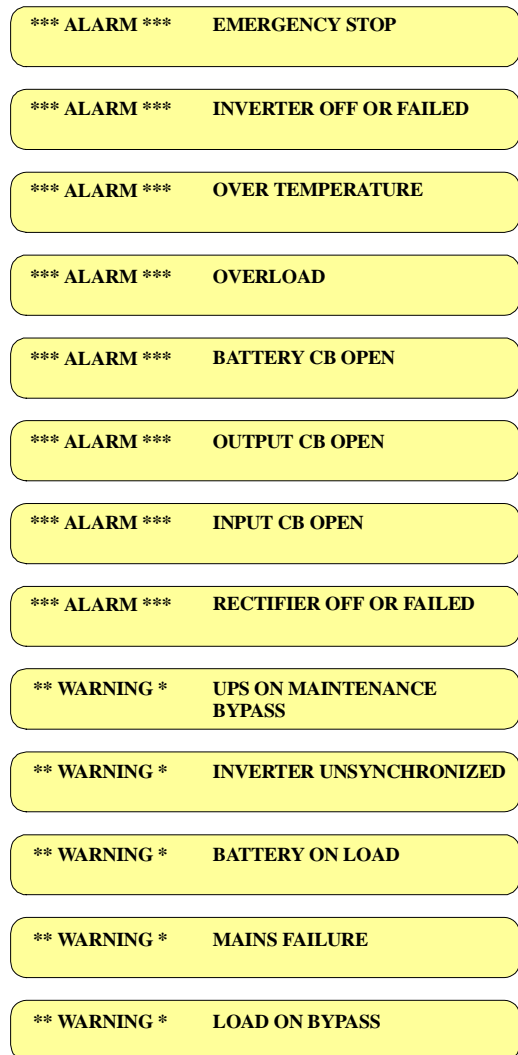 *** ALARM *** EMERGENCY STOP
*** ALARM *** INVERTER OFF OR FAILED
*** ALARM *** OVER TEMPERATURE
*** ALARM *** OVERLOAD
*** ALARM *** BATTERY CB OPEN
*** ALARM *** OUTPUT CB OPEN
*** ALARM *** INPUT CB OPEN
*** ALARM *** RECTIFIER OFF OR FAILED
** WARNING * UPS ON MAINTENANCE
BYPASS
** WARNING * INVERTER UNSYNCHRONIZED
** WARNING * BATTERY ON LOAD
** WARNING * MAINS FAILURE
** WARNING * LOAD ON BYPASS